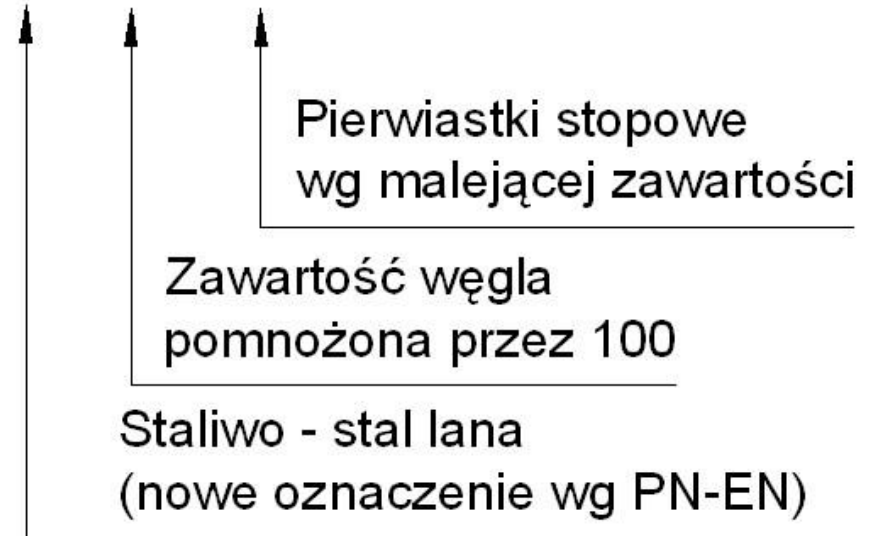 Pierwiastki stopowe
wg malejącej zawartości
Zawartość węgla
pomnożona przez 100
Staliwo - stal lana
(nowe oznaczenie wg PN-EN)